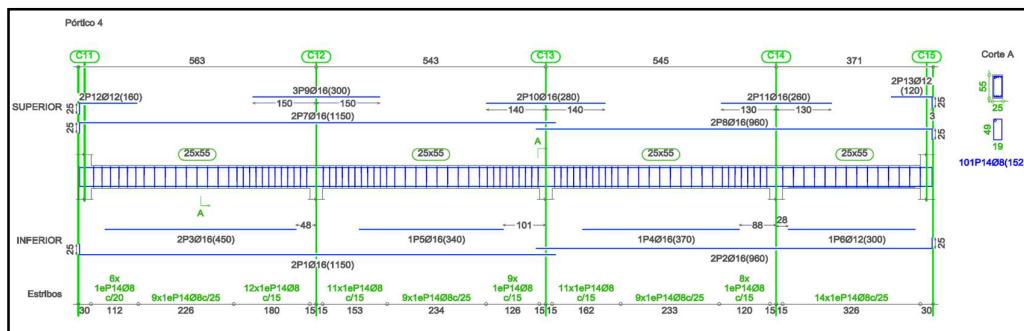 Pórtico 4
C11 C12 C13 C14 C15
563 543 545 371
Corte A
2P12Ø12(160) 3P9Ø16(300) 2P10Ø16(280) 2P11Ø16(260) 2P13Ø12
(120)
SUPERIOR 25 150 150 140 140 130 130 25
2P7Ø16(1150) 3
25 2P8Ø16(960) 25
55
25
49
19
A
25x55 25x55 25x55 25x55
101P14Ø8(152
A
48 101 88 28
INFERIOR 25 2P3Ø16(450) 1P5Ø16(340) 1P4Ø16(370) 1P6Ø12(300) 25
2P1Ø16(1150) 2P2Ø16(960)
Estribos
6x
1eP14Ø8
c/20
9x1eP14Ø8c/25
12x1eP14Ø8
c/15
11x1eP14Ø8
c/15
9x1eP14Ø8c/25
9x
1eP14Ø8
c/15
11x1eP14Ø8
c/15
9x1eP14Ø8c/25
8x
1eP14Ø8
c/15
14x1eP14Ø8c/25
30 112 226 180 15 15 153 234 126 15 15 162 233 120 15 15 326 30